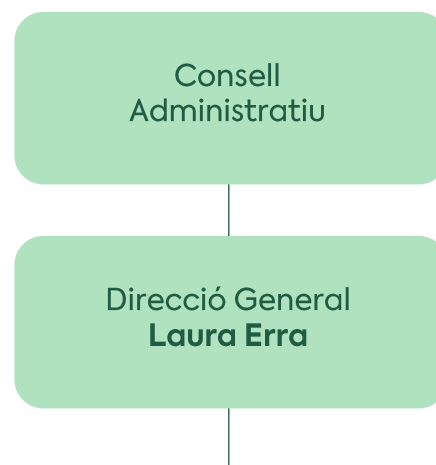 Consell
Administratiu
Direcció General
Laura Erra